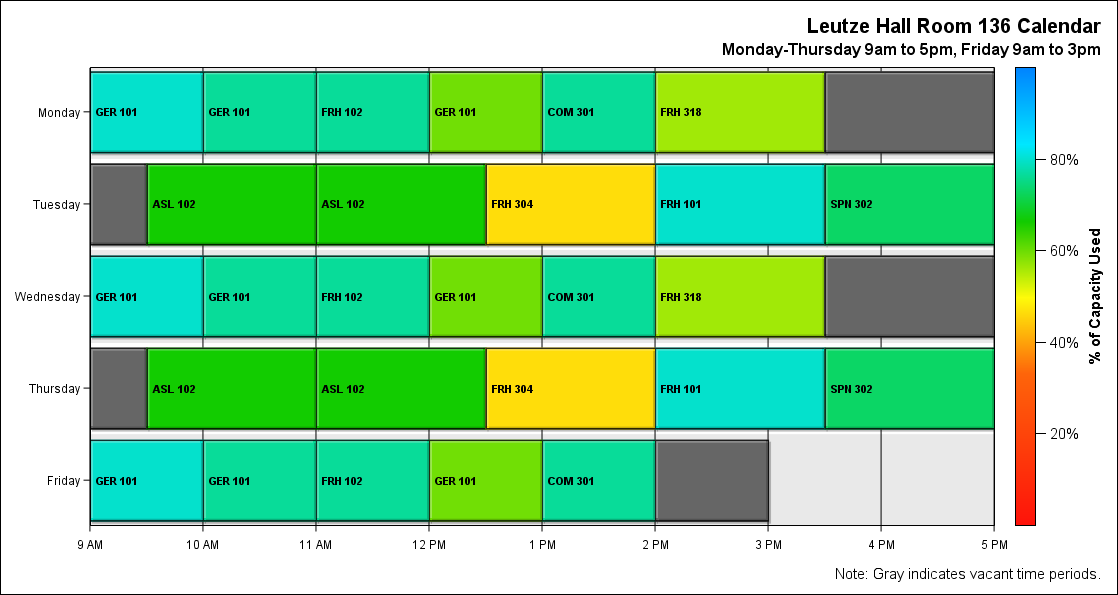 Leutze Hall Room 136 Calendar
Monday-Thursday 9am to 5pm, Friday 9am to 3pm
Monday
GER 101 GER 101 FRH 102 GER 101 COM 301 FRH 318
Tuesday
ASL 102 ASL 102 FRH 304 FRH 101 SPN 302
Wednesday
GER 101 GER 101 FRH 102 GER 101 COM 301 FRH 318
Thursday
ASL 102 ASL 102 FRH 304 FRH 101 SPN 302
Friday
GER 101 GER 101 FRH 102 GER 101 COM 301
9 AM 10 AM 11 AM 12 PM 1 PM 2 PM 3 PM 4 PM 5 PM
80%
60%
40%
20%
% of Capacity Used
Note: Gray indicates vacant time periods.